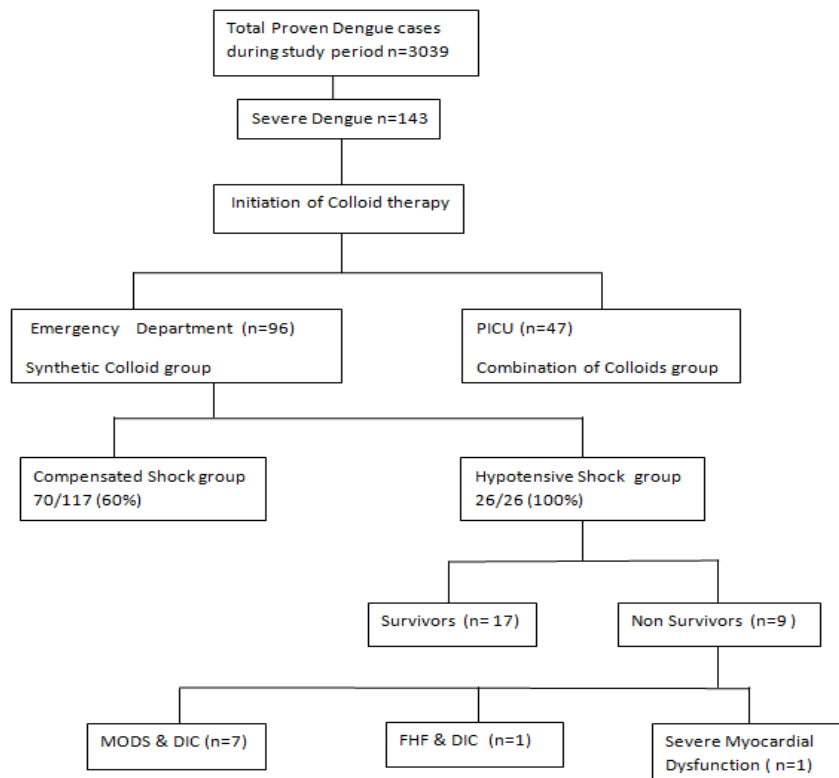 Total Proven Dengue cases
during study period n=3039
Severe Dengue n=143
Initiation of Colloid therapy
Emergency Department (n=96)
Synthetic Colloid group
PICU (n=47)
Combination of Colloids group
Compensated Shock group
70/117 (60%)
Hypotensive Shock group
26/26 (100%)
Survivors (n= 17)
Non Survivors (n=9 )
MODS & DIC (n=7)
FHF & DIC (n=1)
Severe Myocardial
Dysfunction ( n=1)